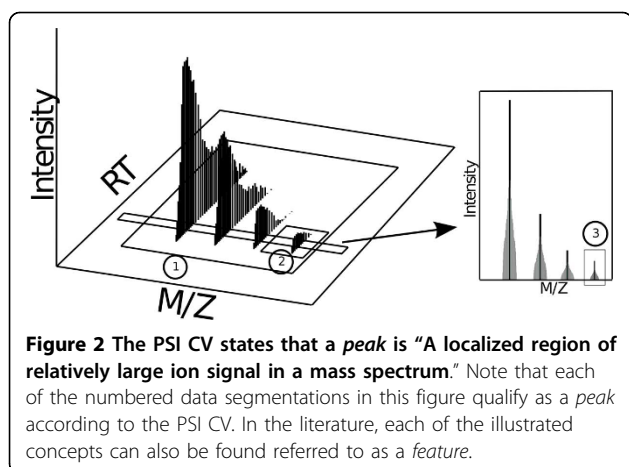 Intensity
RT
M/Z
1
2
Intensity
M/Z
3
Figure 2 The PSI CV states that a peak is “A localized region of
relatively large ion signal in a mass spectrum.” Note that each
of the numbered data segmentations in this figure qualify as a peak
according to the PSI CV. In the literature, each of the illustrated
concepts can also be found referred to as a feature.